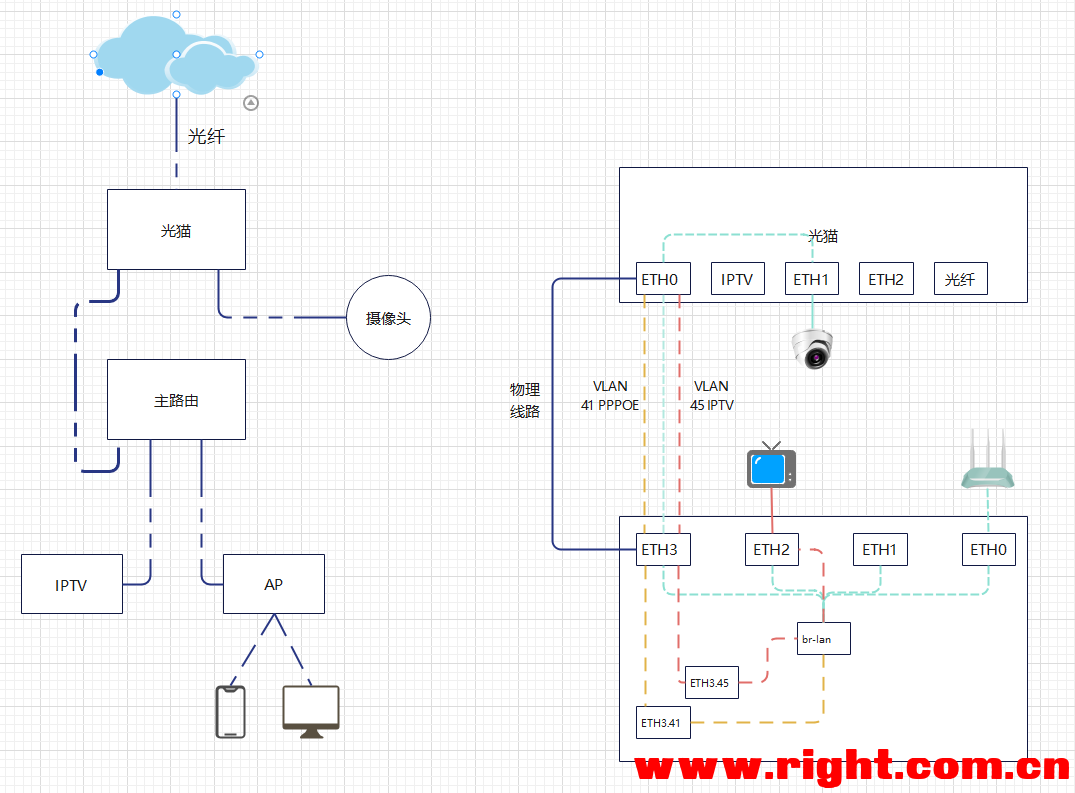 光纤
光猫
摄像头
主路由
IPTV
AP
光猫
ETH0
IPTV
ETH1
ETH2
光纤
物理
线路
VLAN
41 PPPOE
VLAN
45 IPTV
ETH3
ETH2
ETH1
ETH0
br-lan
ETH3.45
ETH3.41
www.right.com.cn